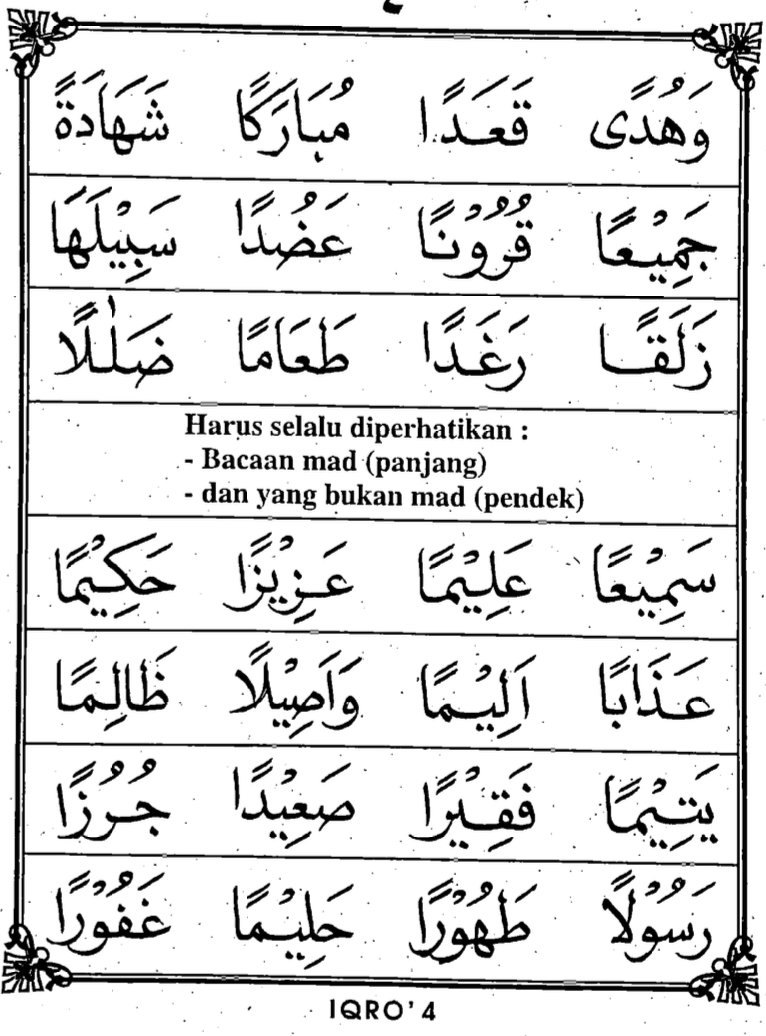 وَهُدًى قَعَدًا مُبَارَكًا شَهَادَةً
جَمِيْعًا قُرُوْنًا عَضُدًا سَبِيْلَهًا
زَلَقًا رَغَدًا طَعَامًا ضَلٰلًا
Harus selalu diperhatikan :
- Bacaan mad (panjang)
- dan yang bukan mad (pendek)
سَمِيْعًا عَلِيْمًا عَزِيْزًا حَكِيْمًا
عَذَابًا اَلِيْمًا وَاَصِيْلًا ظَالِمًا
يَتِيْمًا فَقِيْرًا صَعِيْدًا جُرُزًا
رَسُوْلًا طَهُوْرًا حَلِيْمًا غَفُوْرًا
IQRO' 4